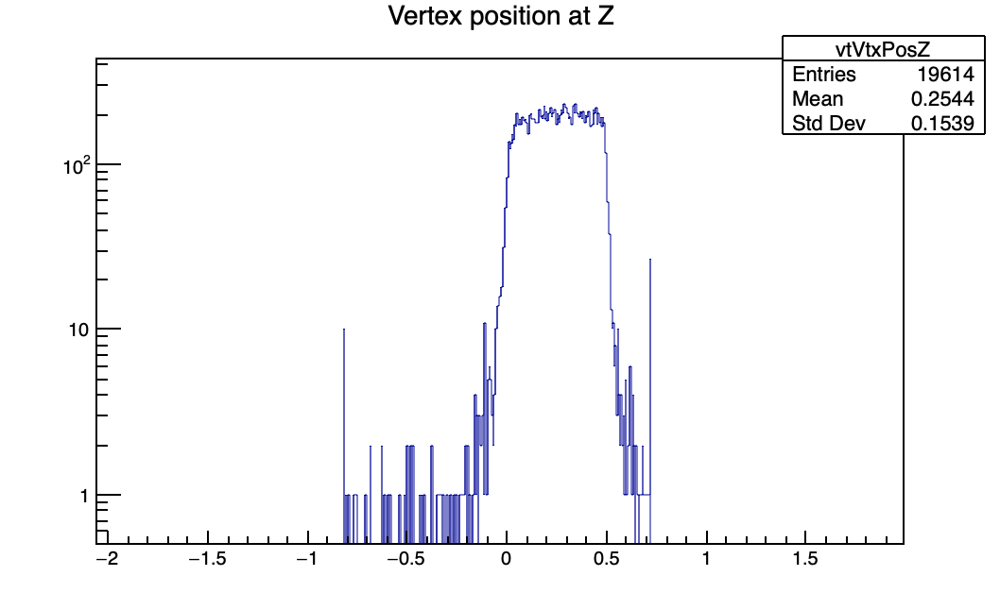 Vertex position at Z
vtVtxPosZ
Entries 19614
Mean 0.2544
Std Dev 0.1539
10²
10
1
−2 −1.5 −1 −0.5 0 0.5 1 1.5